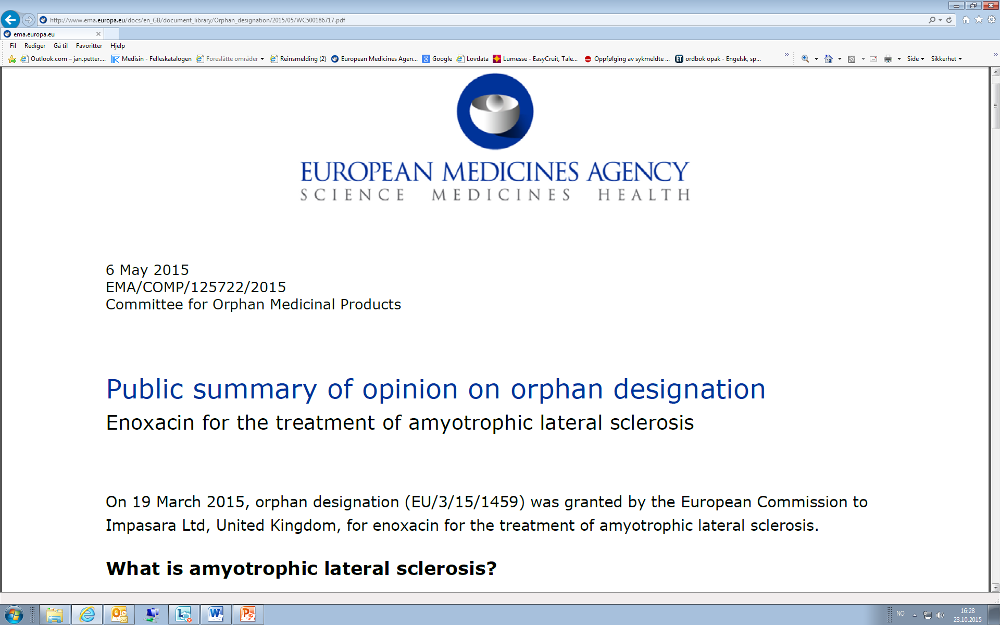 http://www.ema.europa.eu/docs/en_GB/document_library/Orphan_designation/2015/05/WC500186717.pdf
ema.europa.eu
Fil Rediger Gå til Favoritter Hjelp
Outlook.com – jan.petter.... Medisin - Felleskatalogen Foreslåtte områder Reinsmelding (2) European Medicines Agen... Google Lovdata Lumesse - EasyCruit, Tale... Oppfølging av sykmeldte ... ordbok opak - Engelsk, sp... Side Sikkerhet
EUROPEAN MEDICINES AGENCY
SCIENCE MEDICINES HEALTH
6 May 2015
EMA/COMP/125722/2015
Committee for Orphan Medicinal Products
Public summary of opinion on orphan designation
Enoxacin for the treatment of amyotrophic lateral sclerosis
On 19 March 2015, orphan designation (EU/3/15/1459) was granted by the European Commission to
Impasara Ltd, United Kingdom, for enoxacin for the treatment of amyotrophic lateral sclerosis.
What is amyotrophic lateral sclerosis?
NO
16:28
23.10.2015